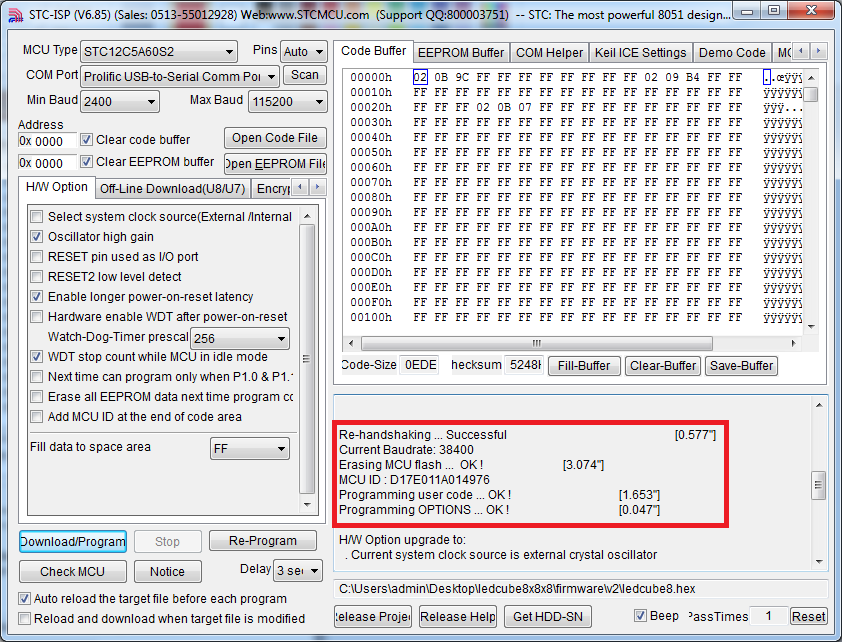 STC-ISP (V6.85) (Sales: 0513-55012928) Web:www.STCMCU.com (Support QQ:800003751) -- STC: The most powerful 8051 design...
MCU Type STC12C5A60S2 Pins Auto
COM Port Prolific USB-to-Serial Comm Por Scan
Min Baud 2400 Max Baud 115200
Address
0x 0000 Clear code buffer Open Code File
0x 0000 Clear EEPROM buffer Open EEPROM File
H/W Option Off-Line Download(U8/U7) Encryp
Select system clock source(External /Internal
Oscillator high gain
RESET pin used as I/O port
RESET2 low level detect
Enable longer power-on-reset latency
Hardware enable WDT after power-on-reset
Watch-Dog-Timer prescal 256
WDT stop count while MCU in idle mode
Next time can program only when P1.0 & P1.
Erase all EEPROM data next time program co
Add MCU ID at the end of code area
Fill data to space area FF
Download/Program Stop Re-Program
Check MCU Notice Delay 3 sec
Auto reload the target file before each program
Reload and download when target file is modified
Code Buffer EEPROM Buffer COM Helper Keil ICE Settings Demo Code MC
00000h 02 0B 9C FF FF FF FF FF FF FF FF 02 09 B4 FF FF ..œÿÿÿ
00010h FF FF FF FF FF FF FF FF FF FF FF FF FF FF FF FF ÿÿÿÿÿÿ
00020h FF FF FF 02 0B 07 FF FF FF FF FF FF FF FF FF FF ÿÿÿ...
00030h FF FF FF FF FF FF FF FF FF FF FF FF FF FF FF FF ÿÿÿÿÿÿ
00040h FF FF FF FF FF FF FF FF FF FF FF FF FF FF FF FF ÿÿÿÿÿÿ
00050h FF FF FF FF FF FF FF FF FF FF FF FF FF FF FF FF ÿÿÿÿÿÿ
00060h FF FF FF FF FF FF FF FF FF FF FF FF FF FF FF FF ÿÿÿÿÿÿ
00070h FF FF FF FF FF FF FF FF FF FF FF FF FF FF FF FF ÿÿÿÿÿÿ
00080h FF FF FF FF FF FF FF FF FF FF FF FF FF FF FF FF ÿÿÿÿÿÿ
00090h FF FF FF FF FF FF FF FF FF FF FF FF FF FF FF FF ÿÿÿÿÿÿ
000A0h FF FF FF FF FF FF FF FF FF FF FF FF FF FF FF FF ÿÿÿÿÿÿ
000B0h FF FF FF FF FF FF FF FF FF FF FF FF FF FF FF FF ÿÿÿÿÿÿ
000C0h FF FF FF FF FF FF FF FF FF FF FF FF FF FF FF FF ÿÿÿÿÿÿ
000D0h FF FF FF FF FF FF FF FF FF FF FF FF FF FF FF FF ÿÿÿÿÿÿ
000E0h FF FF FF FF FF FF FF FF FF FF FF FF FF FF FF FF ÿÿÿÿÿÿ
000F0h FF FF FF FF FF FF FF FF FF FF FF FF FF FF FF FF ÿÿÿÿÿÿ
00100h FF FF FF FF FF FF FF FF FF FF FF FF FF FF FF FF ÿÿÿÿÿÿ
Code-Size 0EDE hecksum 5248H Fill-Buffer Clear-Buffer Save-Buffer
Re-handshaking ... Successful [0.577"]
Current Baudrate: 38400
Erasing MCU flash ... OK ! [3.074"]
MCU ID : D17E011A014976
Programming user code ... OK ! [1.653"]
Programming OPTIONS ... OK ! [0.047"]
H/W Option upgrade to:
. Current system clock source is external crystal oscillator
C:\Users\admin\Desktop\ledcube8x8x8\firmware\v2\ledcube8.hex
Release Projec Release Help Get HDD-SN Beep PassTimes 1 Reset